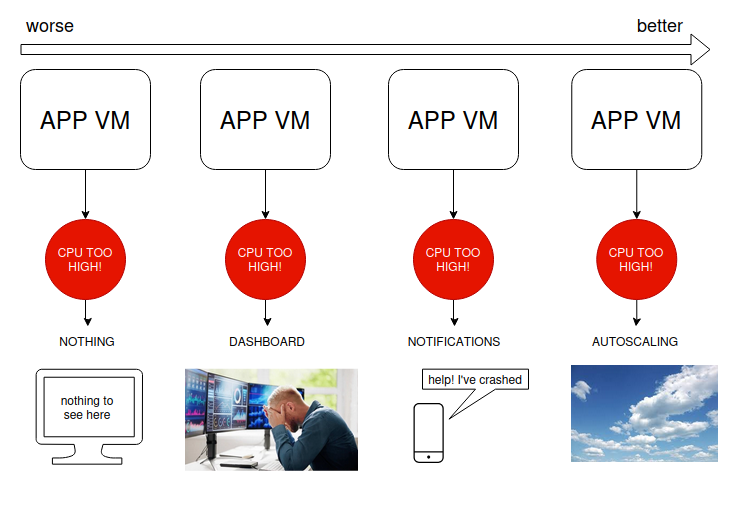 worse
better
APP VM
APP VM
APP VM
APP VM
CPU TOO
HIGH!
CPU TOO
HIGH!
CPU TOO
HIGH!
CPU TOO
HIGH!
NOTHING
DASHBOARD
NOTIFICATIONS
AUTOSCALING
nothing to
see here
help! I've crashed